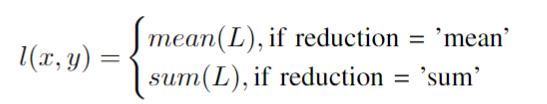 mean(L), if reduction = ’mean’
l(x, y) = {
sum(L), if reduction = ’sum’